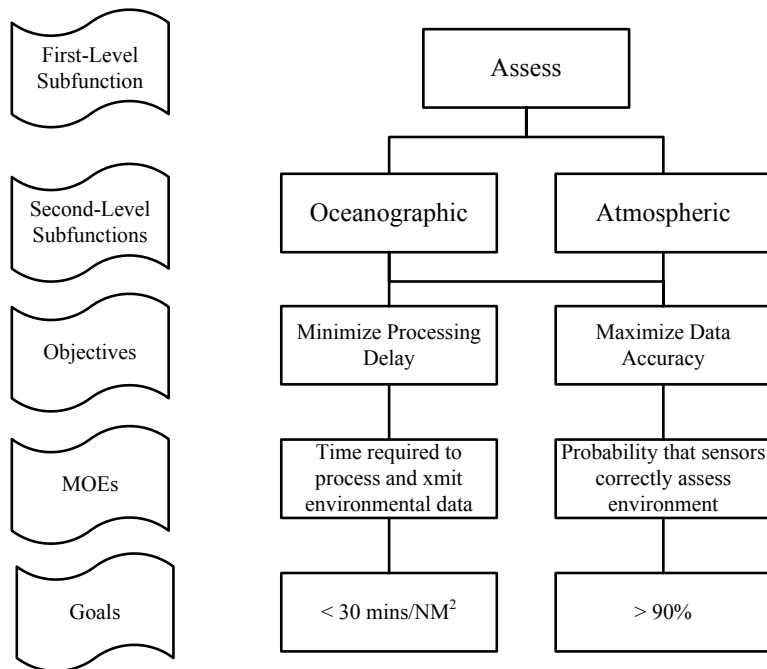 First-Level
Subfunction
Assess
Second-Level
Subfunctions
Oceanographic
Atmospheric
Objectives
Minimize Processing
Delay
Maximize Data
Accuracy
MOEs
Time required to
process and xmit
environmental data
Probability that sensors
correctly assess
environment
Goals
< 30 mins/NM²
> 90%